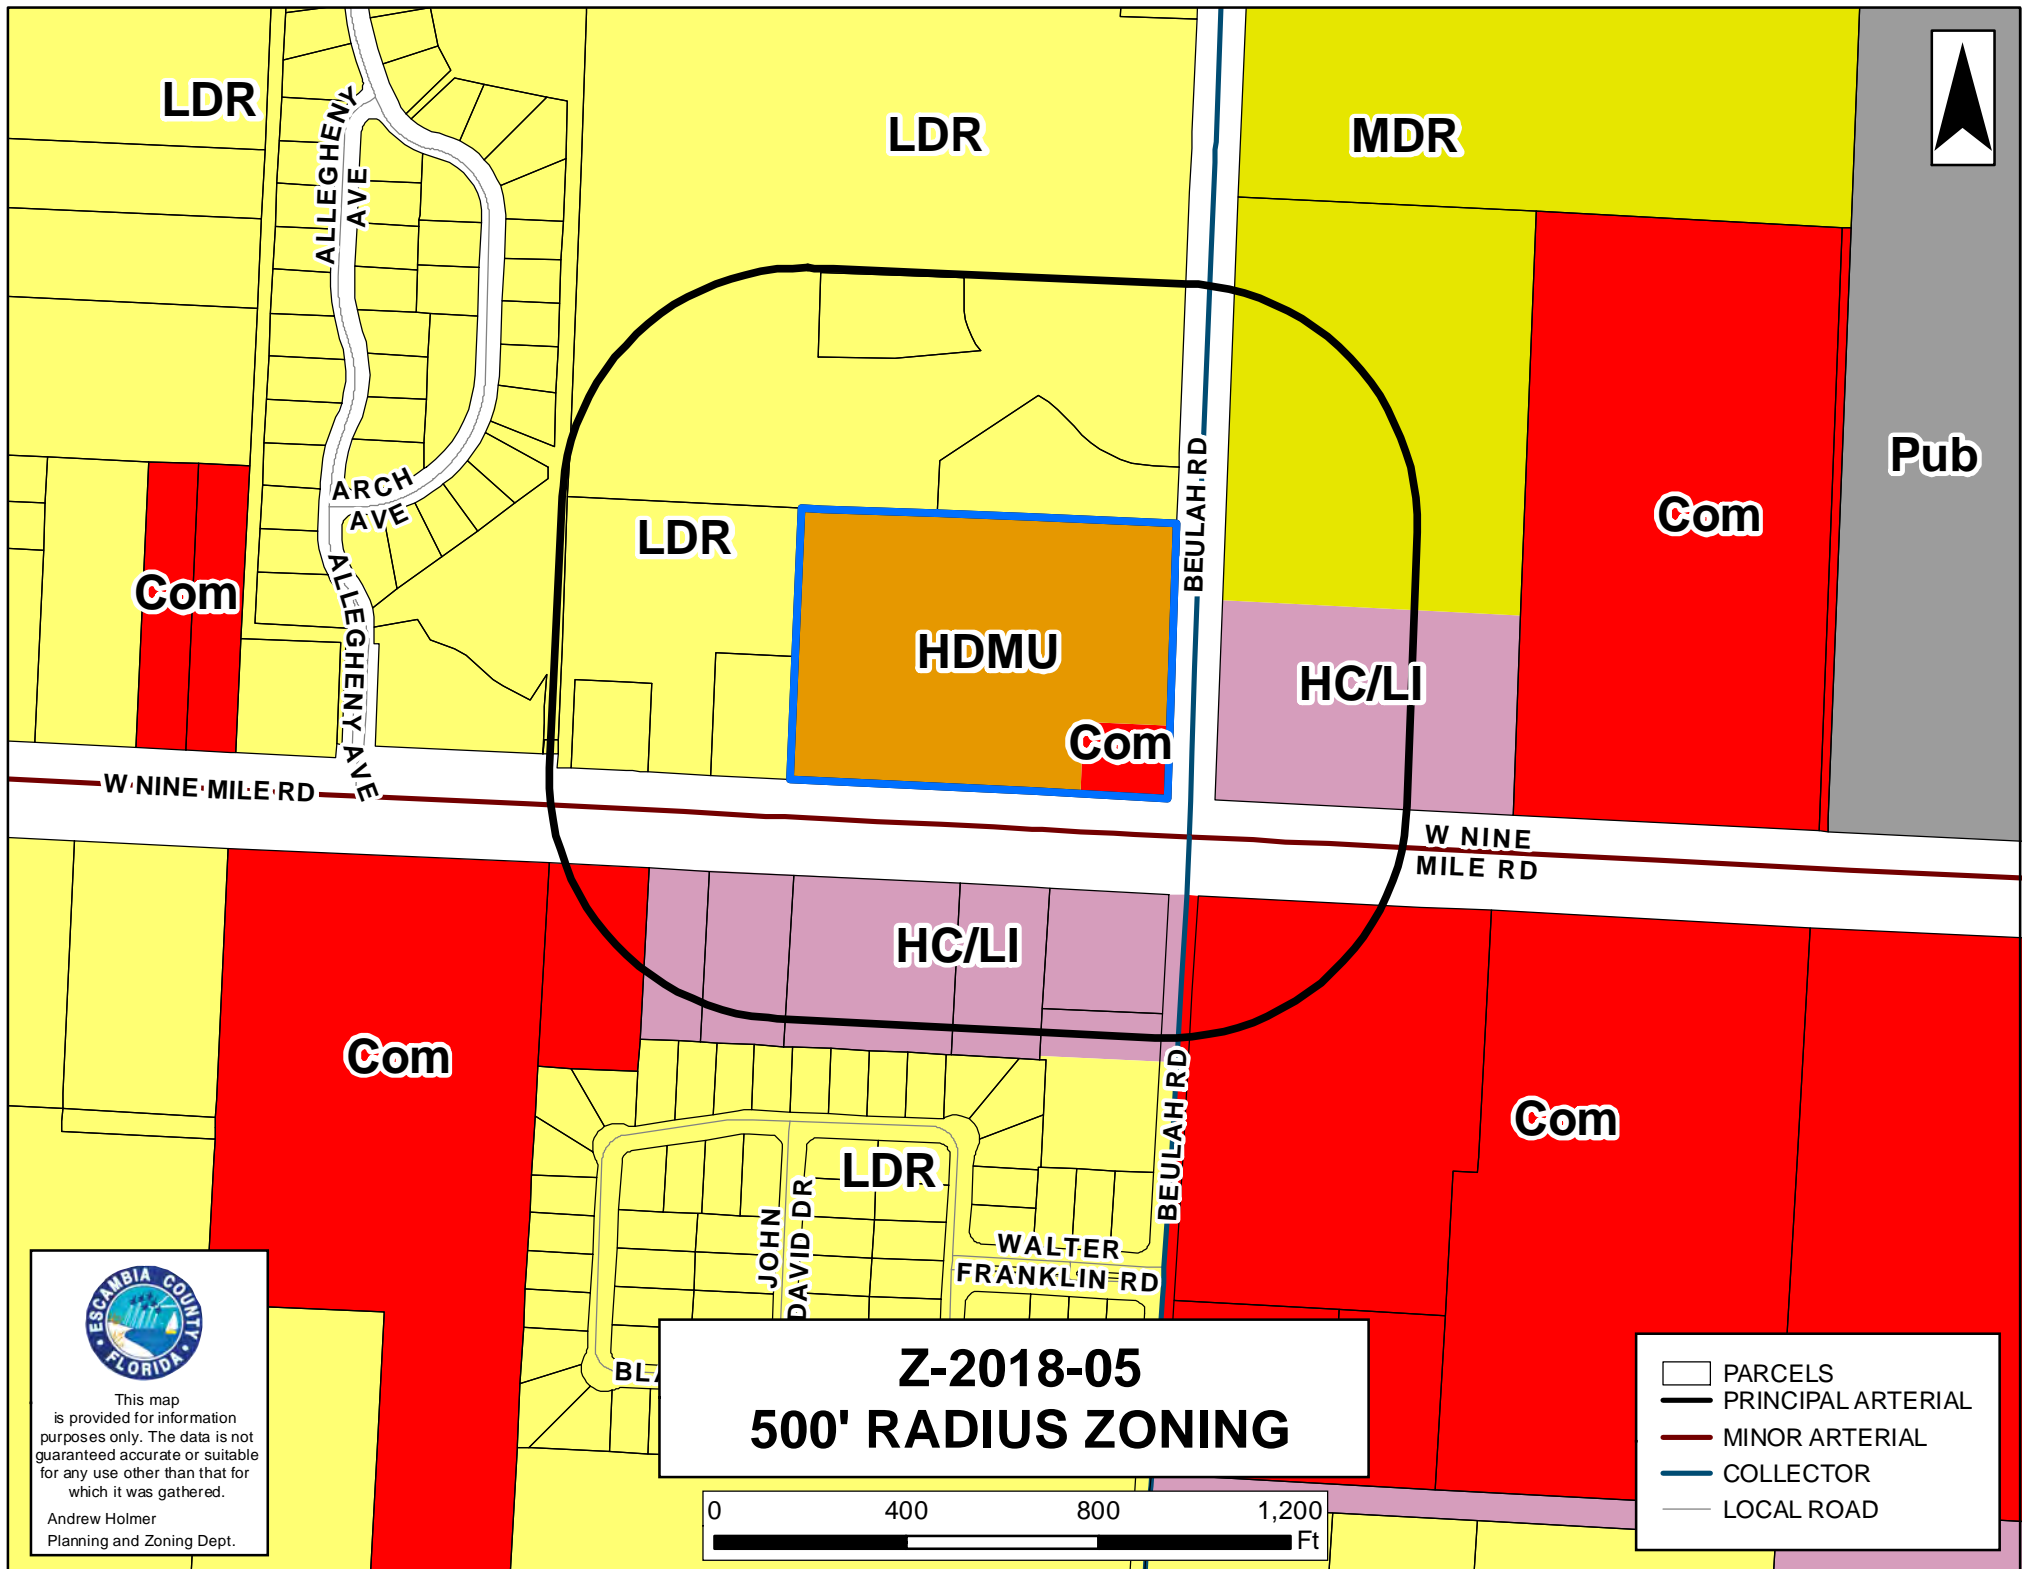 LDR
LDR
MDR
ALLEGHENY
AVE
Pub
Com
BEULAH RD
ARCH
AVE
LDR
Com
ALLEGHENY AVE
HDMU
HC/LI
Com
W NINE MILE RD
W NINE
MILE RD
HC/LI
Com
Com
BEULAH RD
LDR
JOHN
DAVID DR
WALTER
FRANKLIN RD
ESCAMBIA COUNTY
FLORIDA
This map
is provided for information
purposes only. The data is not
guaranteed accurate or suitable
for any use other than that for
which it was gathered.
Andrew Holmer
Planning and Zoning Dept.
Z-2018-05
500' RADIUS ZONING
0 400 800 1,200
Ft
PARCELS
PRINCIPAL ARTERIAL
MINOR ARTERIAL
COLLECTOR
LOCAL ROAD